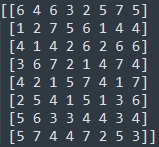 [[6 4 6 3 2 5 7 5]
[1 2 7 5 6 1 4 4]
[4 1 4 2 6 2 6 6]
[3 6 7 2 1 4 7 4]
[4 2 1 5 7 4 1 7]
[2 5 4 1 5 1 3 6]
[5 6 3 3 4 4 3 4]
[5 7 4 4 7 2 5 3]]